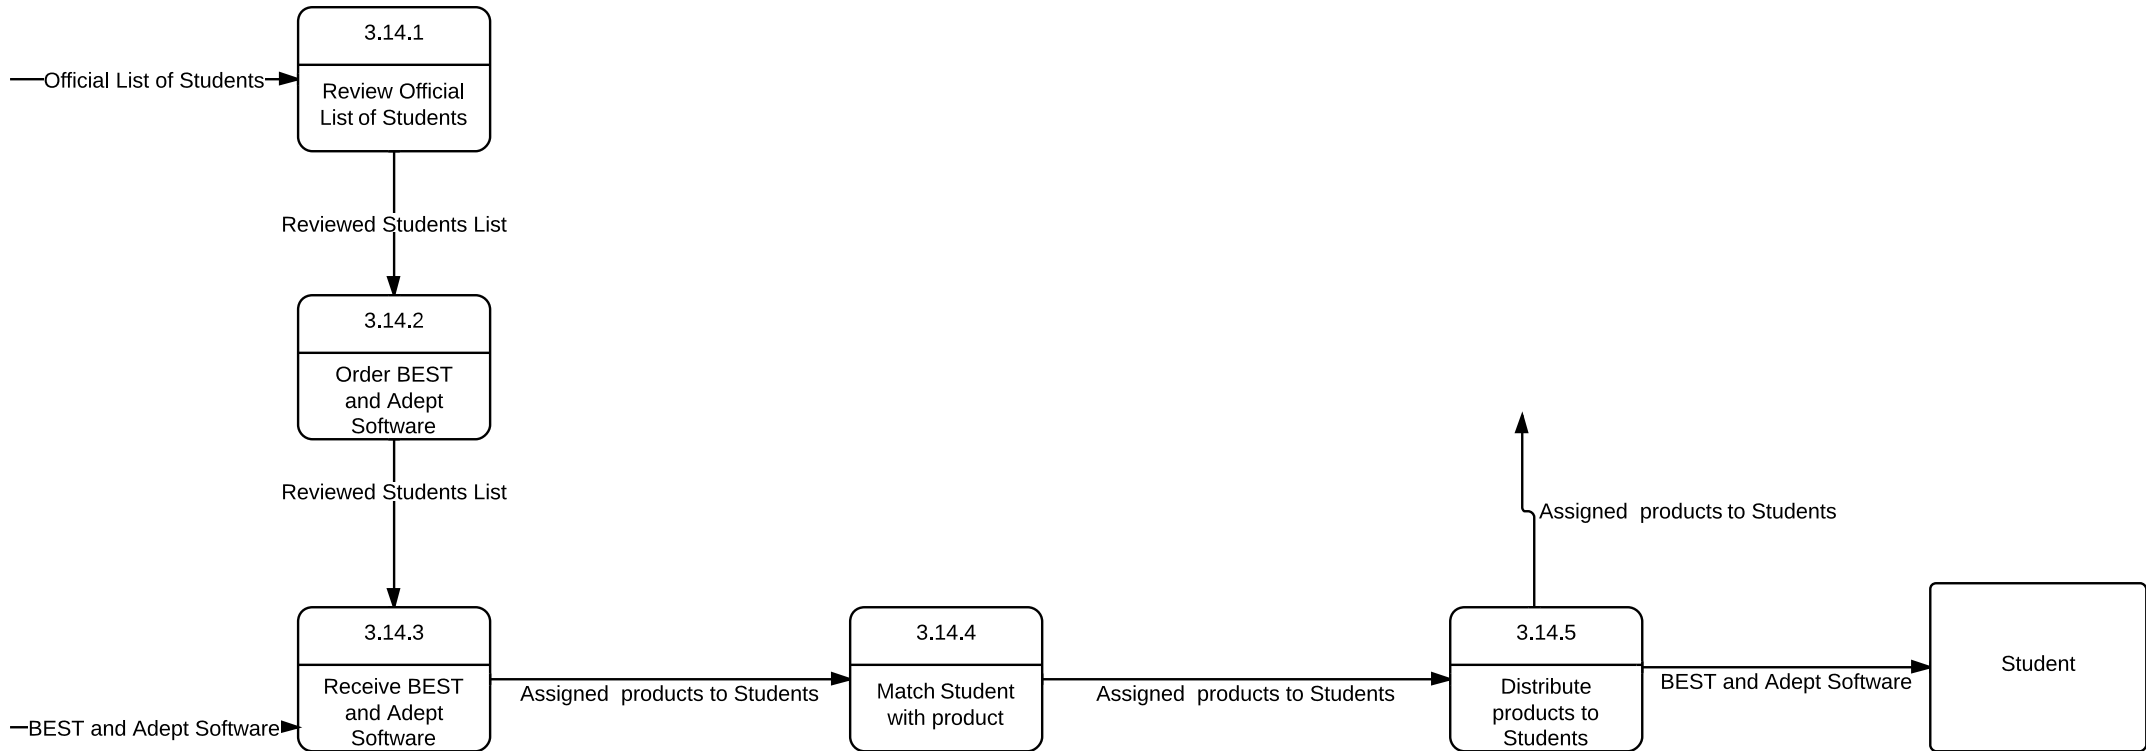 3.14.1
Official List of Students
Review Official
List of Students
Reviewed Students List
3.14.2
Order BEST
and Adept
Software
Reviewed Students List
Assigned  products to Students
3.14.3
Receive BEST
and Adept
Software
BEST and Adept Software
Assigned  products to Students
3.14.4
Match Student
with product
Assigned  products to Students
3.14.5
Distribute
products to
Students
BEST and Adept Software
Student